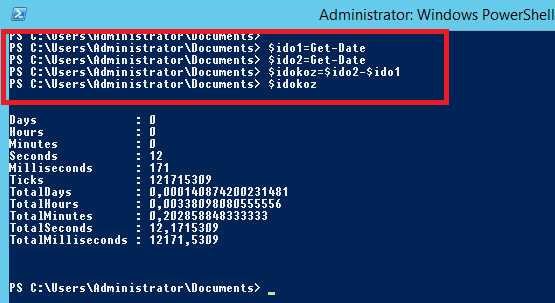 Administrator: Windows PowerShell
PS C:\Users\Administrator\Documents>
PS C:\Users\Administrator\Documents> $ido1=Get-Date
PS C:\Users\Administrator\Documents> $ido2=Get-Date
PS C:\Users\Administrator\Documents> $idokoz=$ido2-$ido1
PS C:\Users\Administrator\Documents> $idokoz
Days : 0
Hours : 0
Minutes : 0
Seconds : 12
Milliseconds : 171
Ticks : 121715309
TotalDays : 0,000140874200231481
TotalHours : 0,00338098080555556
TotalMinutes : 0,202858848333333
TotalSeconds : 12,1715309
TotalMilliseconds : 12171,5309
PS C:\Users\Administrator\Documents> _